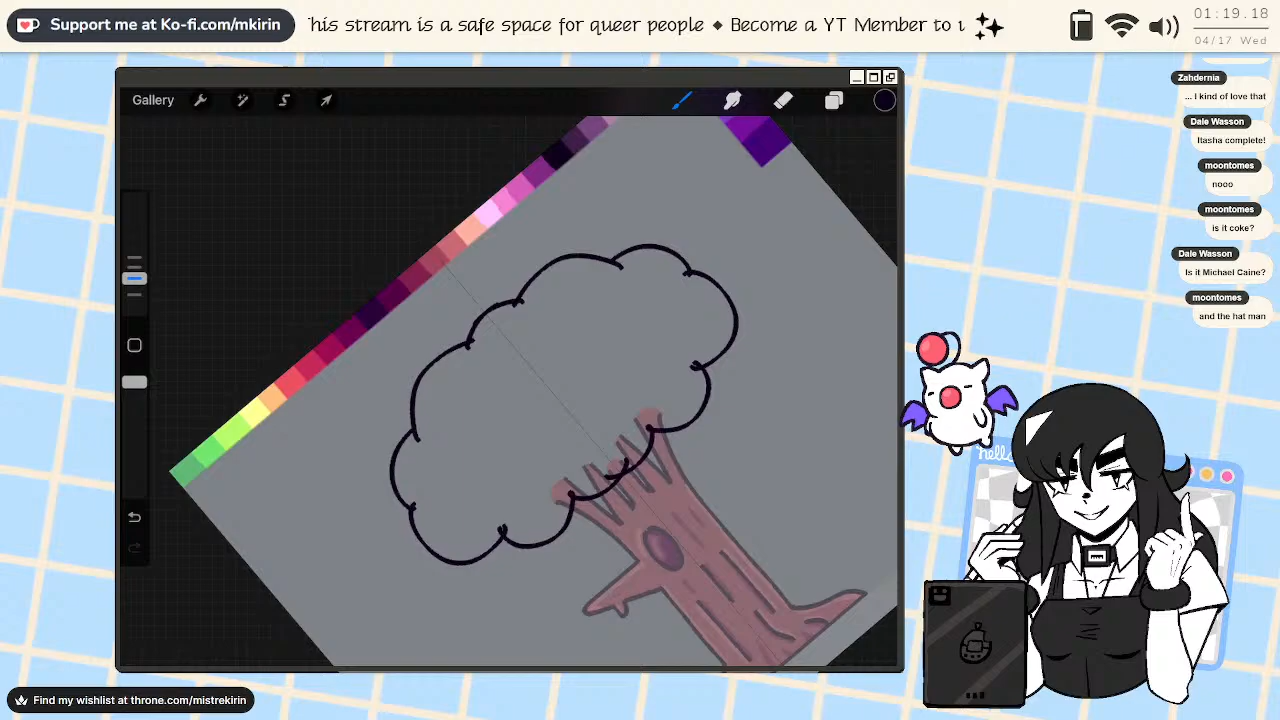 Support me at Ko-fi.com/mkirin
his stream is a safe space for queer people ◆ Become a YT Member to u
01:19.18
04/17 Wed
Gallery
Zahdernia
... I kind of love that
Dale Wasson
Itasha complete!
moontomes
nooo
moontomes
is it coke?
Dale Wasson
Is it Michael Caine?
moontomes
and the hat man
hello
Find my wishlist at throne.com/mistrekirin